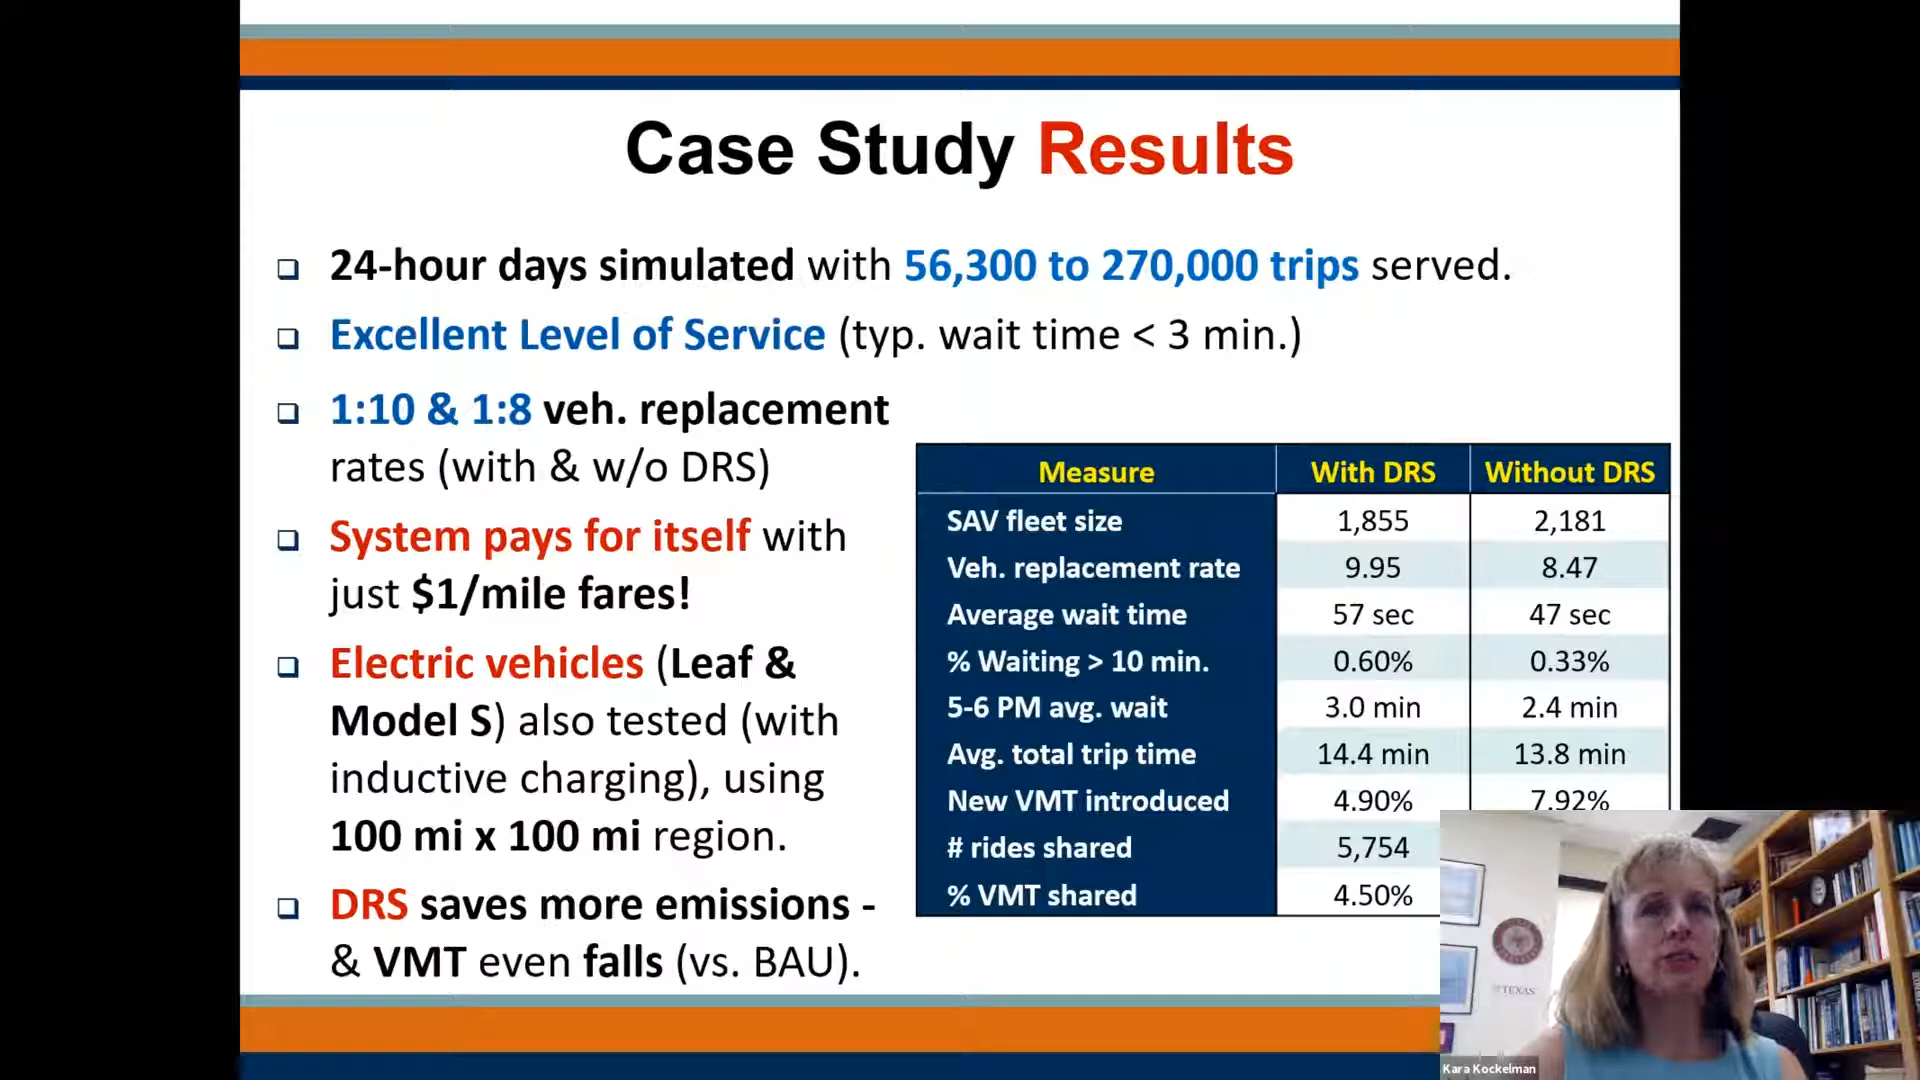 Case Study Results
24-hour days simulated with 56,300 to 270,000 trips served.
Excellent Level of Service (typ. wait time < 3 min.)
1:10 & 1:8 veh. replacement
rates (with & w/o DRS)
System pays for itself with
just $1/mile fares!
Electric vehicles (Leaf &
Model S) also tested (with
inductive charging), using
100 mi x 100 mi region.
DRS saves more emissions -
& VMT even falls (vs. BAU).
Measure With DRS Without DRS
SAV fleet size 1,855 2,181
Veh. replacement rate 9.95 8.47
Average wait time 57 sec 47 sec
% Waiting > 10 min. 0.60% 0.33%
5-6 PM avg. wait 3.0 min 2.4 min
Avg. total trip time 14.4 min 13.8 min
New VMT introduced 4.90% 7.92%
# rides shared 5,754
% VMT shared 4.50%
TEXAS
Kara Kockelman